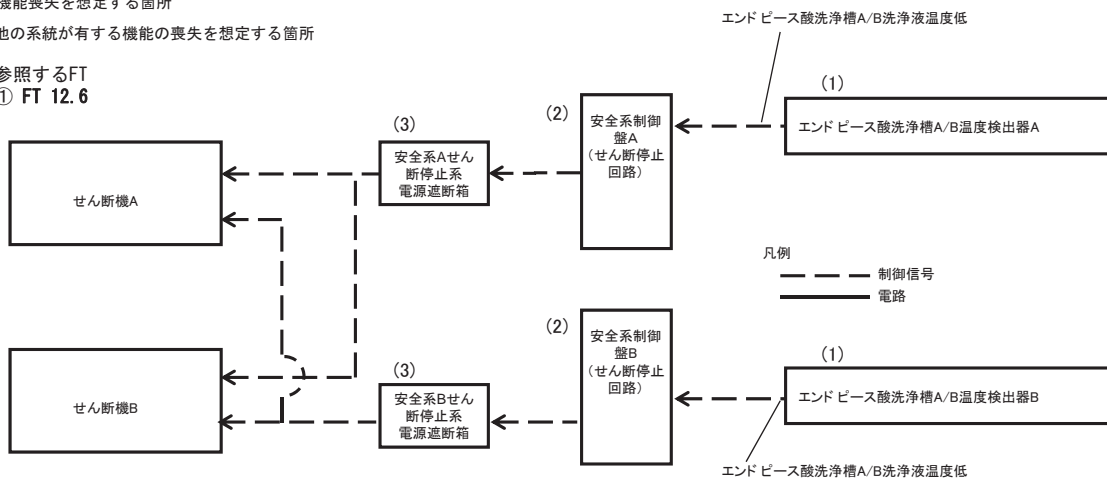 機能喪失を想定する箇所
他の系統が有する機能の喪失を想定する箇所
参照するFT
① FT 12.6
エンドピース酸洗浄槽A/B洗浄液温度低
(1)
エンドピース酸洗浄槽A/B温度検出器A
(2)
安全系制御
盤A
(せん断停止
回路)
(3)
安全系Aせん
断停止系
電源遮断箱
せん断機A
凡例
制御信号
電路
せん断機B
(3)
安全系Bせん
断停止系
電源遮断箱
(2)
安全系制御
盤B
(せん断停止
回路)
(1)
エンドピース酸洗浄槽A/B温度検出器B
エンドピース酸洗浄槽A/B洗浄液温度低